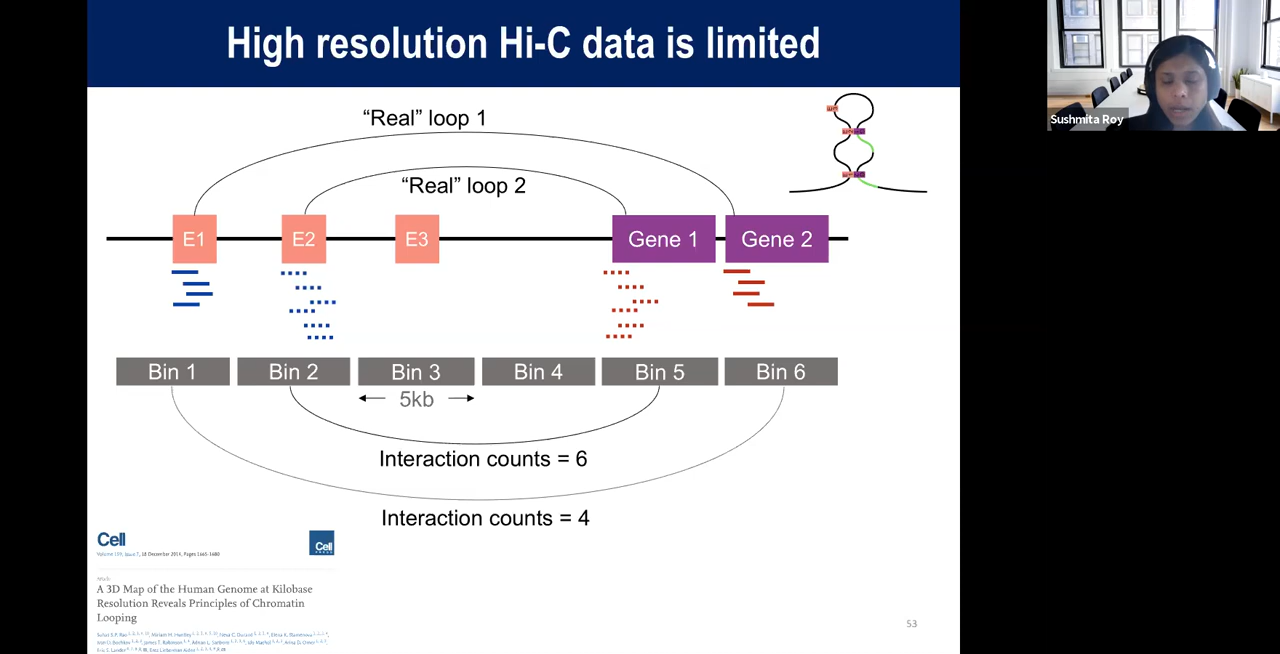 High resolution Hi-C data is limited
Sushmita Roy
“Real” loop 1
“Real” loop 2
E1
E2
E3
Gene 1
Gene 2
Bin 1
Bin 2
Bin 3
Bin 4
Bin 5
Bin 6
5kb
Interaction counts = 6
Interaction counts = 4
Cell
Cell
A 3D Map of the Human Genome at Kilobase
Resolution Reveals Principles of Chromatin
Looping
53